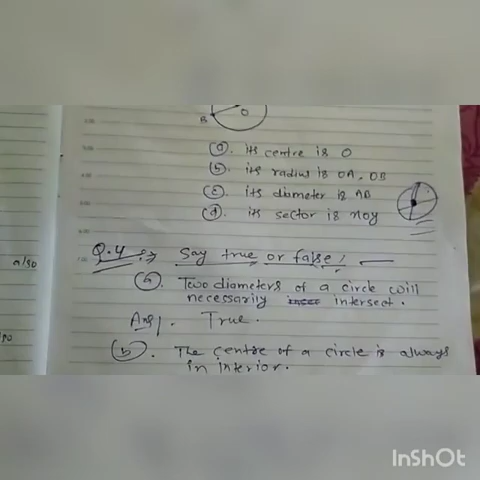 B
O
(a). its centre is O
(b). its radius is OA, OB
(c). its diameter is AB
(d). its sector is xoy
Q.4 Say true or false!
(a). Two diameters of a circle will
necessarily intersect.
Ans. True.
(b). The centre of a circle is always
in interior.
InShOt